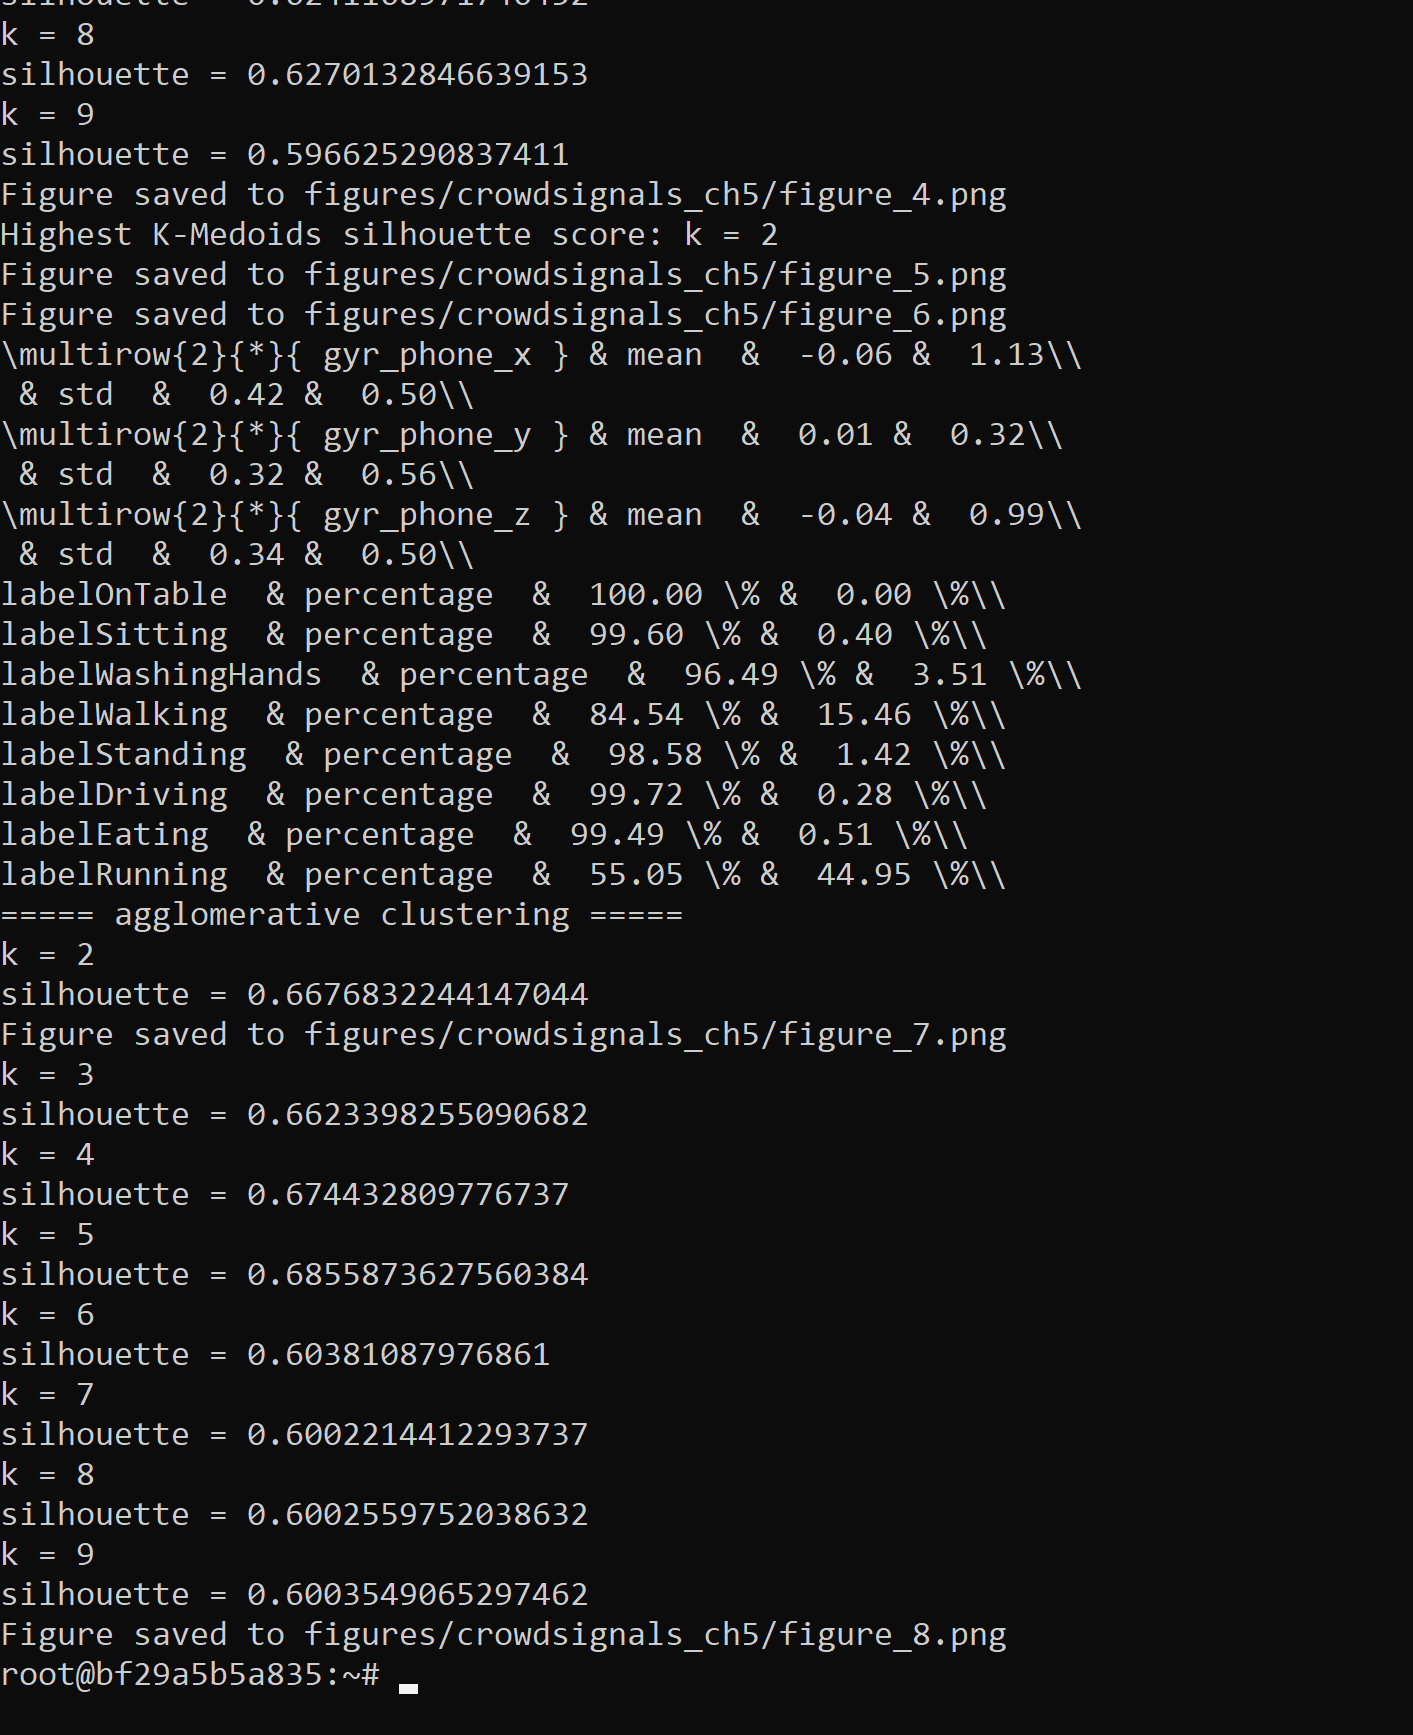 silhouette =
k = 8
silhouette = 0.6270132846639153
k = 9
silhouette = 0.596625290837411
Figure saved to figures/crowdsignals_ch5/figure_4.png
Highest K-Medoids silhouette score: k = 2
Figure saved to figures/crowdsignals_ch5/figure_5.png
Figure saved to figures/crowdsignals_ch5/figure_6.png
\multirow{2}{*}{ gyr_phone_x } & mean  &  -0.06 &  1.13\\
 & std  &  0.42 &  0.50\\
\multirow{2}{*}{ gyr_phone_y } & mean  &  0.01 &  0.32\\
 & std  &  0.32 &  0.56\\
\multirow{2}{*}{ gyr_phone_z } & mean  &  -0.04 &  0.99\\
 & std  &  0.34 &  0.50\\
labelOnTable  & percentage  &  100.00 \% &  0.00 \%\\
labelSitting  & percentage  &  99.60 \% &  0.40 \%\\
labelWashingHands  & percentage  &  96.49 \% &  3.51 \%\\
labelWalking  & percentage  &  84.54 \% &  15.46 \%\\
labelStanding  & percentage  &  98.58 \% &  1.42 \%\\
labelDriving  & percentage  &  99.72 \% &  0.28 \%\\
labelEating  & percentage  &  99.49 \% &  0.51 \%\\
labelRunning  & percentage  &  55.05 \% &  44.95 \%\\
===== agglomerative clustering =====
k = 2
silhouette = 0.6676832244147044
Figure saved to figures/crowdsignals_ch5/figure_7.png
k = 3
silhouette = 0.6623398255090682
k = 4
silhouette = 0.674432809776737
k = 5
silhouette = 0.6855873627560384
k = 6
silhouette = 0.60381087976861
k = 7
silhouette = 0.6002214412293737
k = 8
silhouette = 0.6002559752038632
k = 9
silhouette = 0.6003549065297462
Figure saved to figures/crowdsignals_ch5/figure_8.png
root@bf29a5b5a835:~#